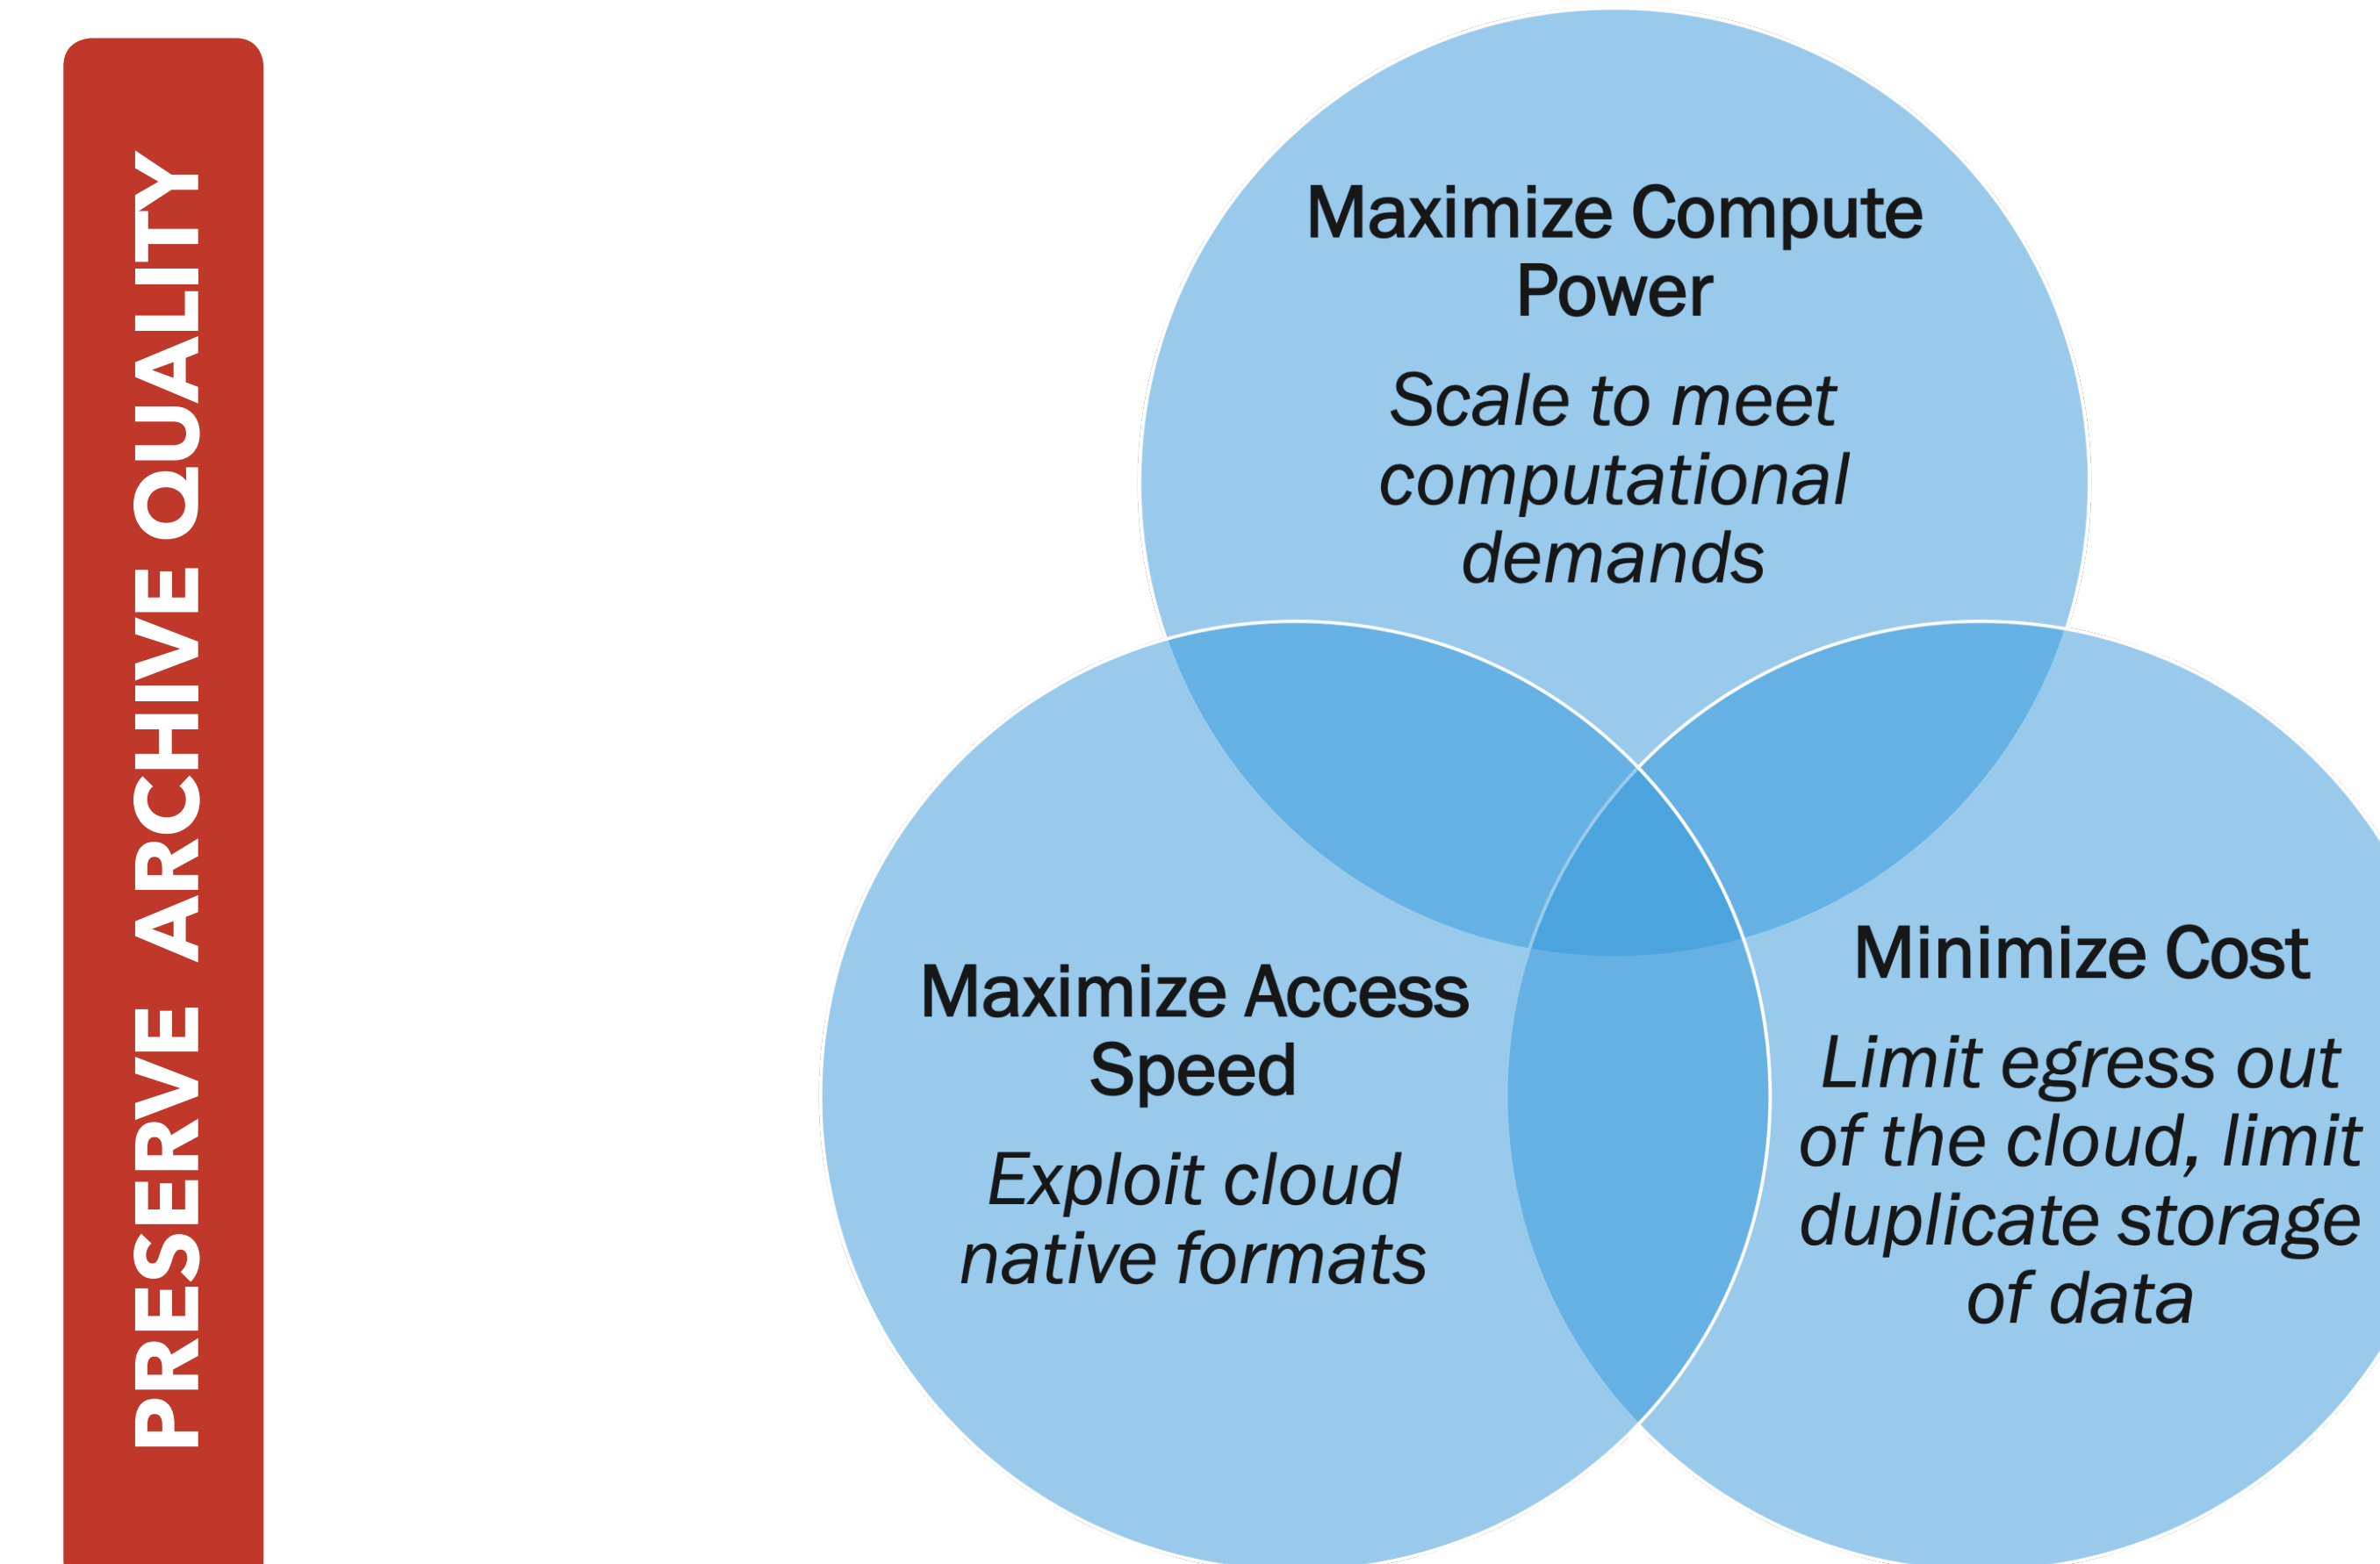 PRESERVE ARCHIVE QUALITY
Maximize Compute
Power
Scale to meet
computational
demands
Maximize Access
Speed
Exploit cloud
native formats
Minimize Cost
Limit egress out
of the cloud, limit
duplicate storage
of data